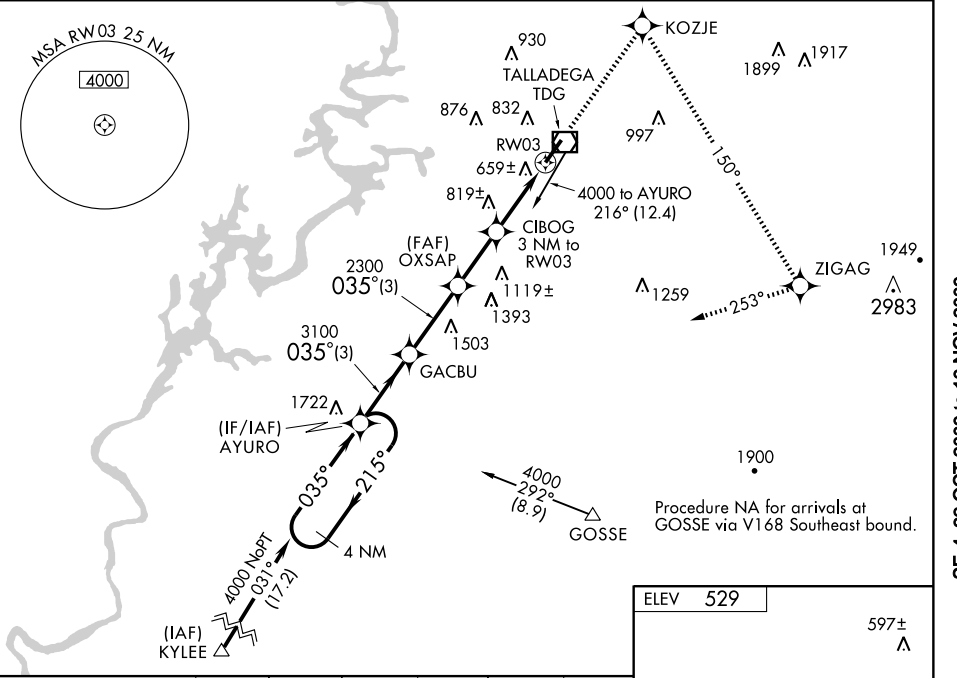 MSA RW 03 25 NM
4000
930
KOZJE
1899
1917
TALLADEGA
TDG
876
832
997
RW03
659±
150°
4000 to AYURO
216° (12.4)
819±
CIBOG
3 NM to
RW03
(FAF)
OXSAP
2300
035° (3)
1119±
1393
1259
ZIGAG
1949
2983
253°
3100
035° (3)
1503
GACBU
1722
(IF/IAF)
AYURO
035°
215°
4 NM
4000
292°
(8.9)
GOSSE
1900
Procedure NA for arrivals at
GOSSE via V168 Southeast bound.
4000 NoPT
031°
(17.2)
(IAF)
KYLEE
ELEV 529
597±